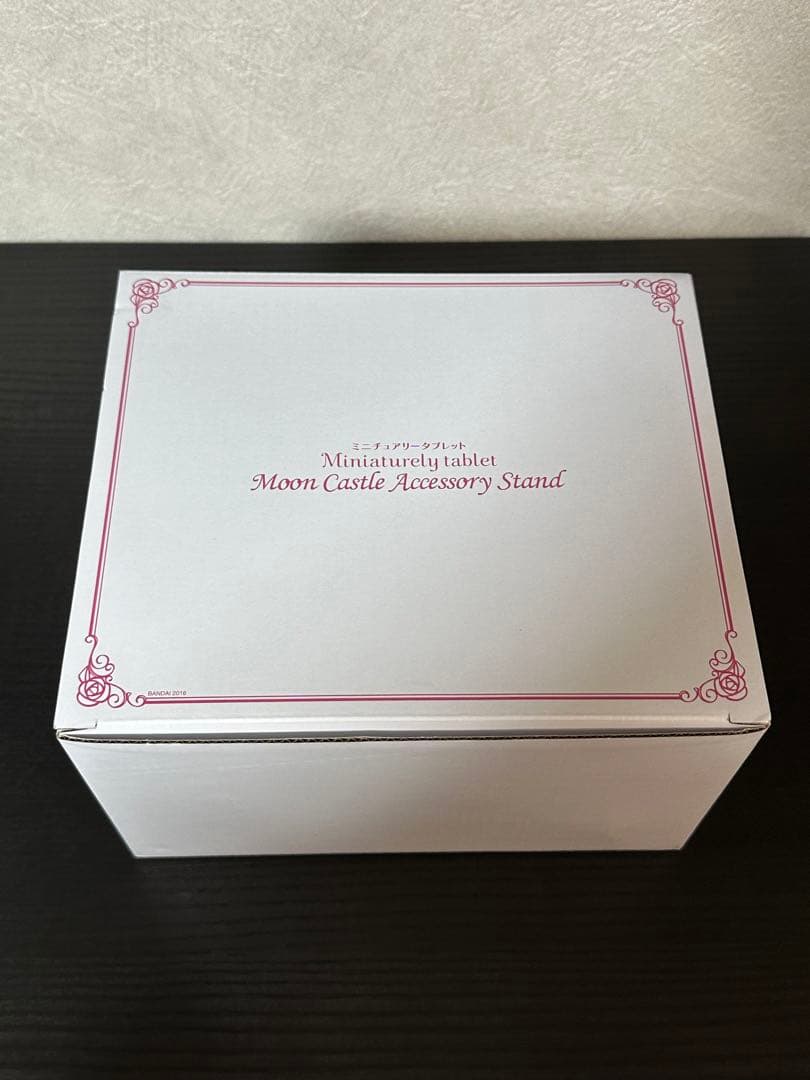 ミニチュアリータブレット
Miniaturely tablet
Moon Castle Accessory Stand
BANDAI 2016